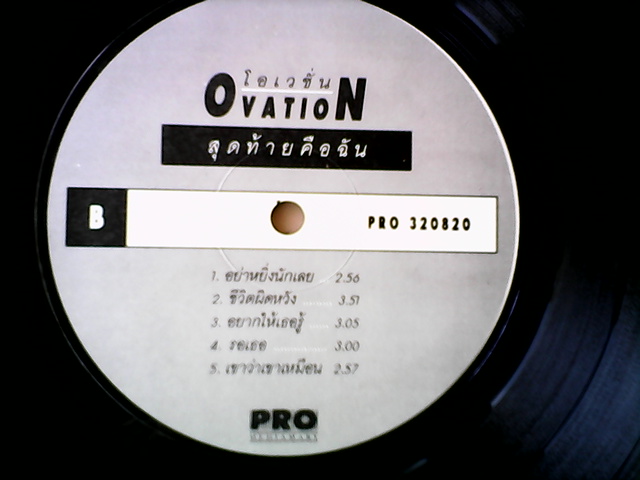 โอเวชั่น
OVATION
สุดท้ายคือฉัน
B
PRO 320820
1. อย่าหยิ่งนักเลย ... 2.56
2. ชีวิตผิดหวัง ........ 3.51
3. อยากให้เธอรู้ ..... 3.05
4. รอเธอ ............... 3.00
5. เขาว่าเขาเหมือน 2.57
PRO